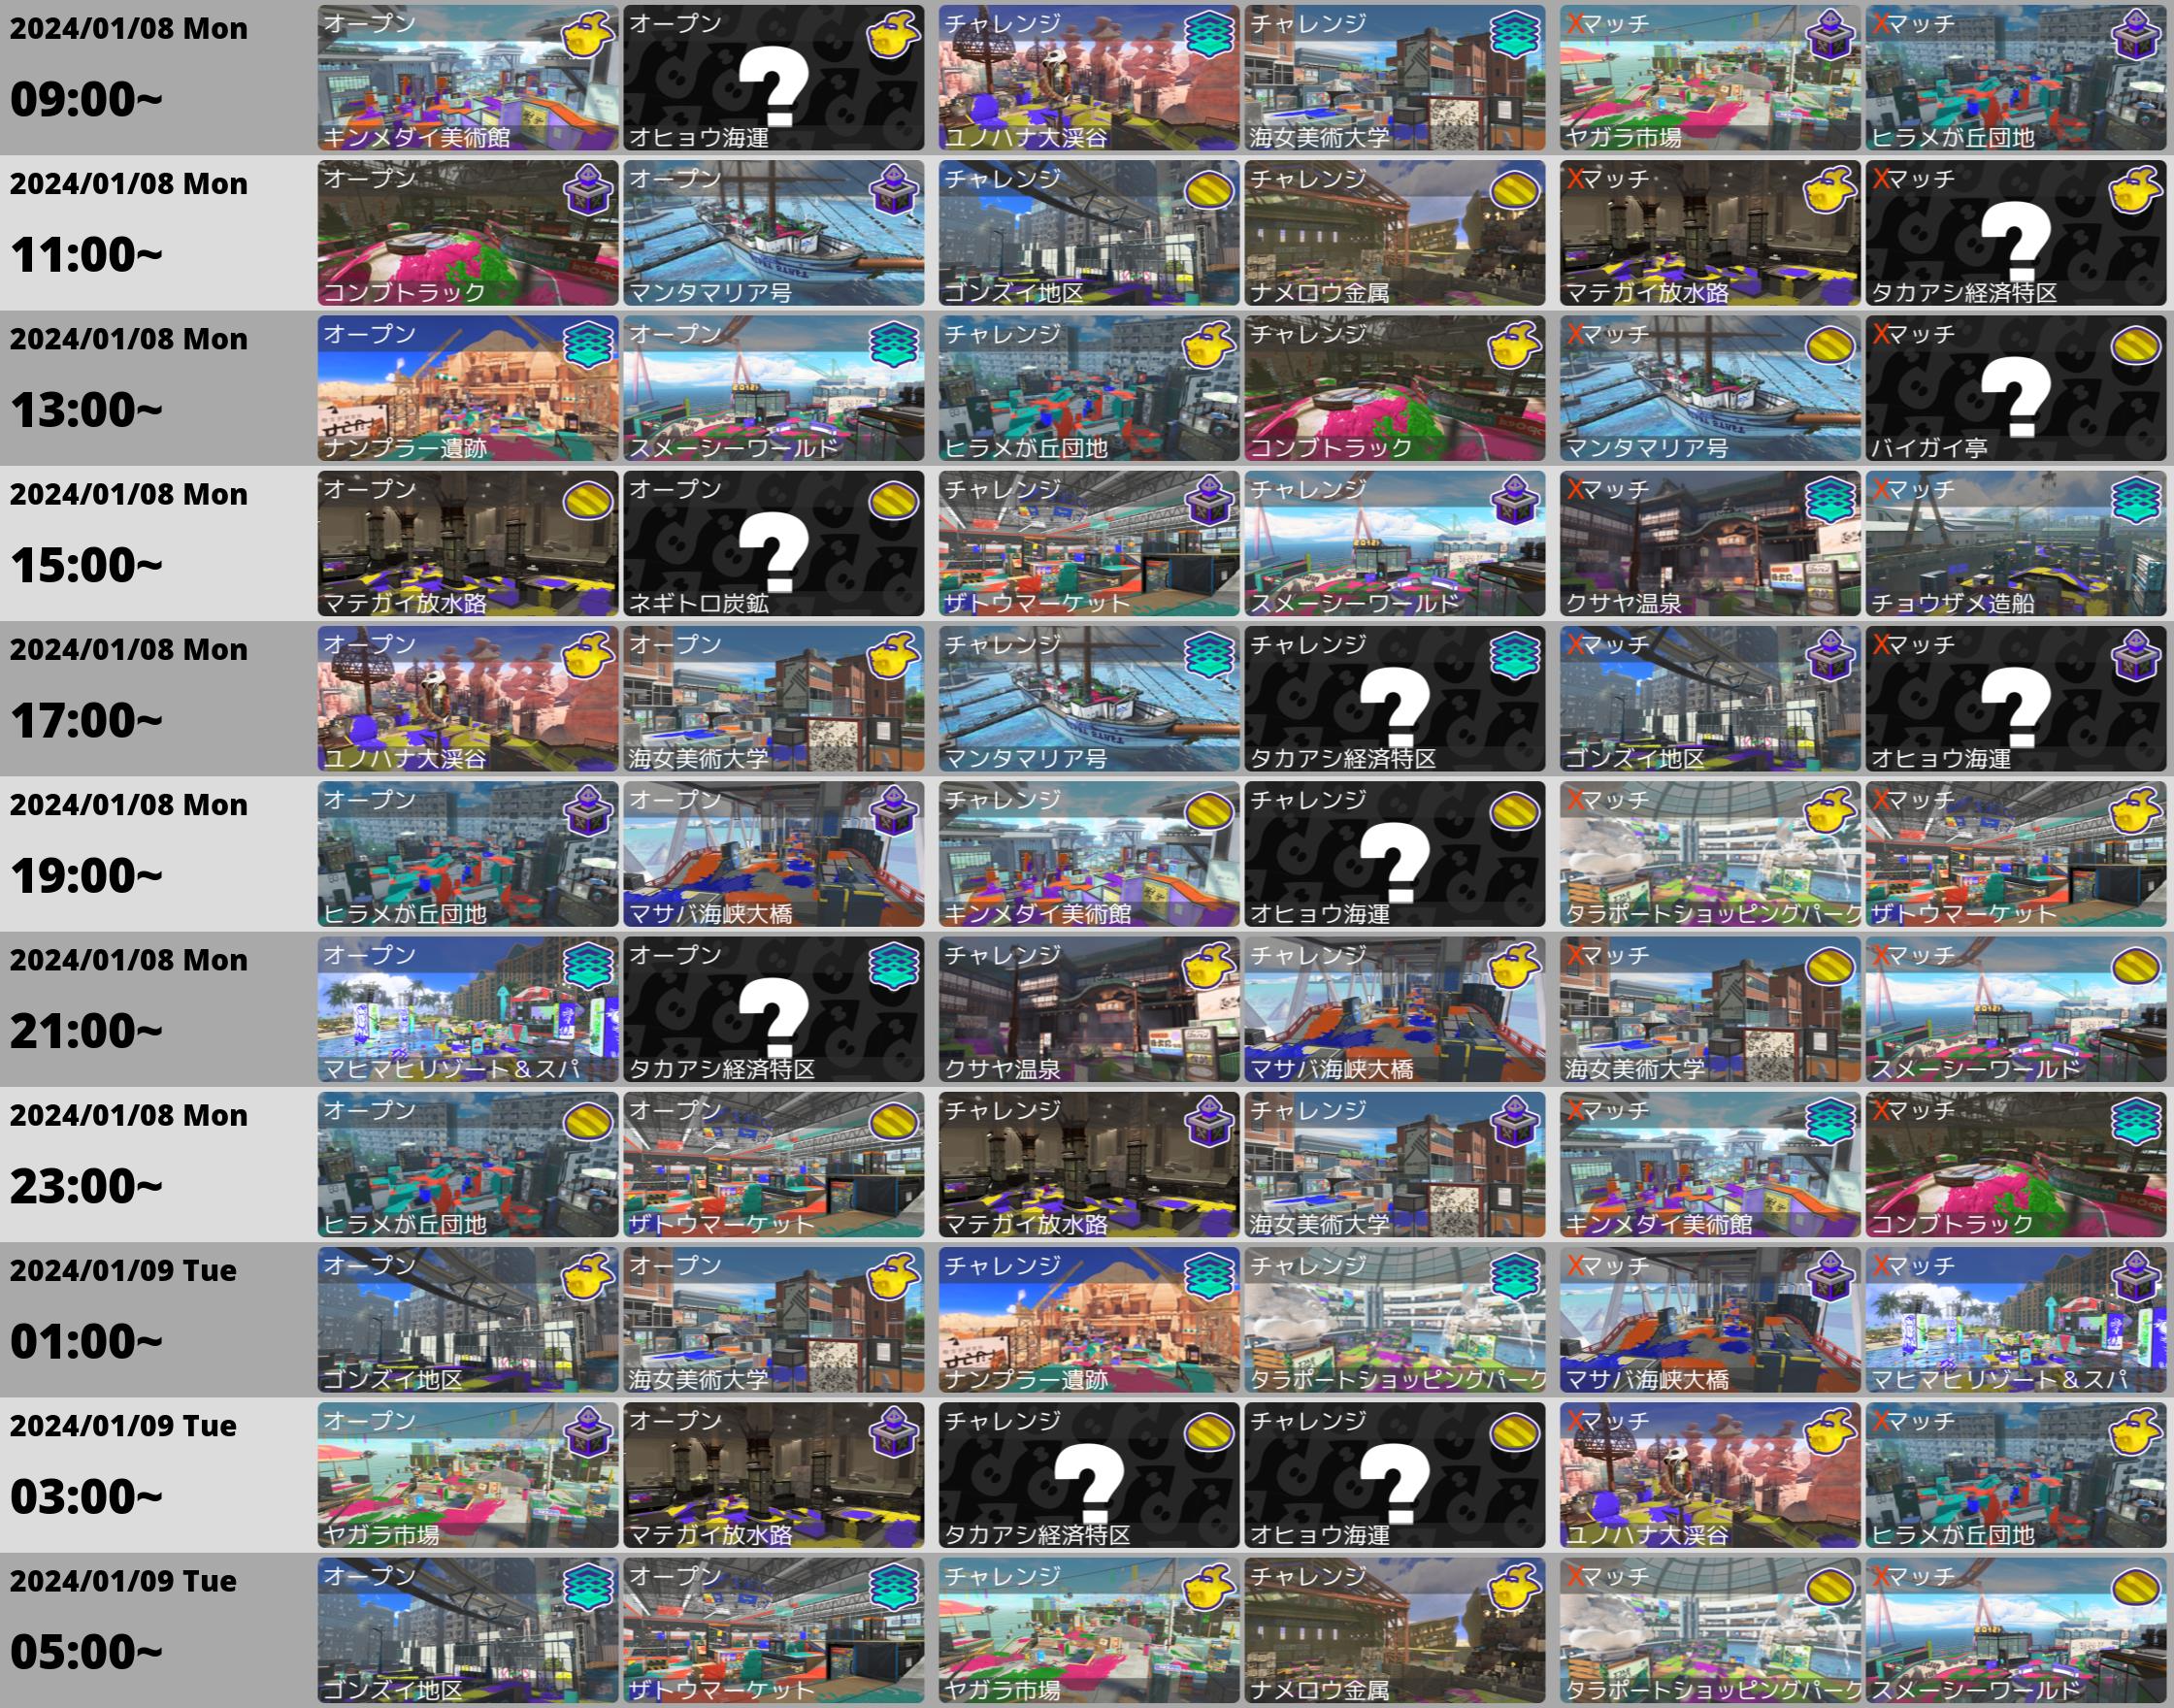 2024/01/08 Mon
09:00~
オープン
キンメダイ美術館
オープン
オヒョウ海運
チャレンジ
ユノハナ大渓谷
チャレンジ
海女美術大学
Xマッチ
ヤガラ市場
Xマッチ
ヒラメが丘団地
2024/01/08 Mon
11:00~
オープン
コンブトラック
オープン
マンタマリア号
チャレンジ
ゴンズイ地区
チャレンジ
ナメロウ金属
Xマッチ
マテガイ放水路
Xマッチ
タカアシ経済特区
2024/01/08 Mon
13:00~
オープン
ナンプラー遺跡
オープン
スメーシーワールド
チャレンジ
ヒラメが丘団地
チャレンジ
コンブトラック
Xマッチ
マンタマリア号
Xマッチ
バイガイ亭
2024/01/08 Mon
15:00~
オープン
マテガイ放水路
オープン
ネギトロ炭鉱
チャレンジ
ザトウマーケット
チャレンジ
スメーシーワールド
Xマッチ
クサヤ温泉
Xマッチ
チョウザメ造船
2024/01/08 Mon
17:00~
オープン
ユノハナ大渓谷
オープン
海女美術大学
チャレンジ
マンタマリア号
チャレンジ
タカアシ経済特区
Xマッチ
ゴンズイ地区
Xマッチ
オヒョウ海運
2024/01/08 Mon
19:00~
オープン
ヒラメが丘団地
オープン
マサバ海峡大橋
チャレンジ
キンメダイ美術館
チャレンジ
オヒョウ海運
Xマッチ
タラポートショッピングパーク
Xマッチ
ザトウマーケット
2024/01/08 Mon
21:00~
オープン
マヒマヒリゾート&スパ
オープン
タカアシ経済特区
チャレンジ
クサヤ温泉
チャレンジ
マサバ海峡大橋
Xマッチ
海女美術大学
Xマッチ
スメーシーワールド
2024/01/08 Mon
23:00~
オープン
ヒラメが丘団地
オープン
ザトウマーケット
チャレンジ
マテガイ放水路
チャレンジ
海女美術大学
Xマッチ
キンメダイ美術館
Xマッチ
コンブトラック
2024/01/09 Tue
01:00~
オープン
ゴンズイ地区
オープン
海女美術大学
チャレンジ
ナンプラー遺跡
チャレンジ
タラポートショッピングパーク
Xマッチ
マサバ海峡大橋
Xマッチ
マヒマヒリゾート&スパ
2024/01/09 Tue
03:00~
オープン
ヤガラ市場
オープン
マテガイ放水路
チャレンジ
タカアシ経済特区
チャレンジ
オヒョウ海運
Xマッチ
ユノハナ大渓谷
Xマッチ
ヒラメが丘団地
2024/01/09 Tue
05:00~
オープン
ゴンズイ地区
オープン
ザトウマーケット
チャレンジ
ヤガラ市場
チャレンジ
ナメロウ金属
Xマッチ
タラポートショッピングパーク
Xマッチ
スメーシーワールド